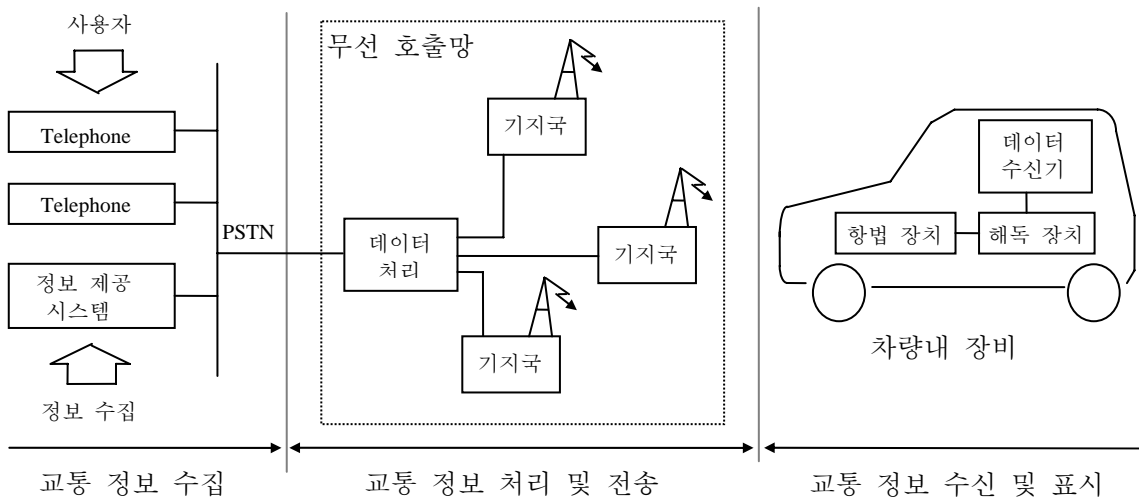 사용자
Telephone
Telephone
정보 제공
시스템
정보 수집
PSTN
무선 호출망
기지국
기지국
기지국
데이터
처리
데이터
수신기
항법 장치
해독 장치
차량내 장비
교통 정보 수집
교통 정보 처리 및 전송
교통 정보 수신 및 표시